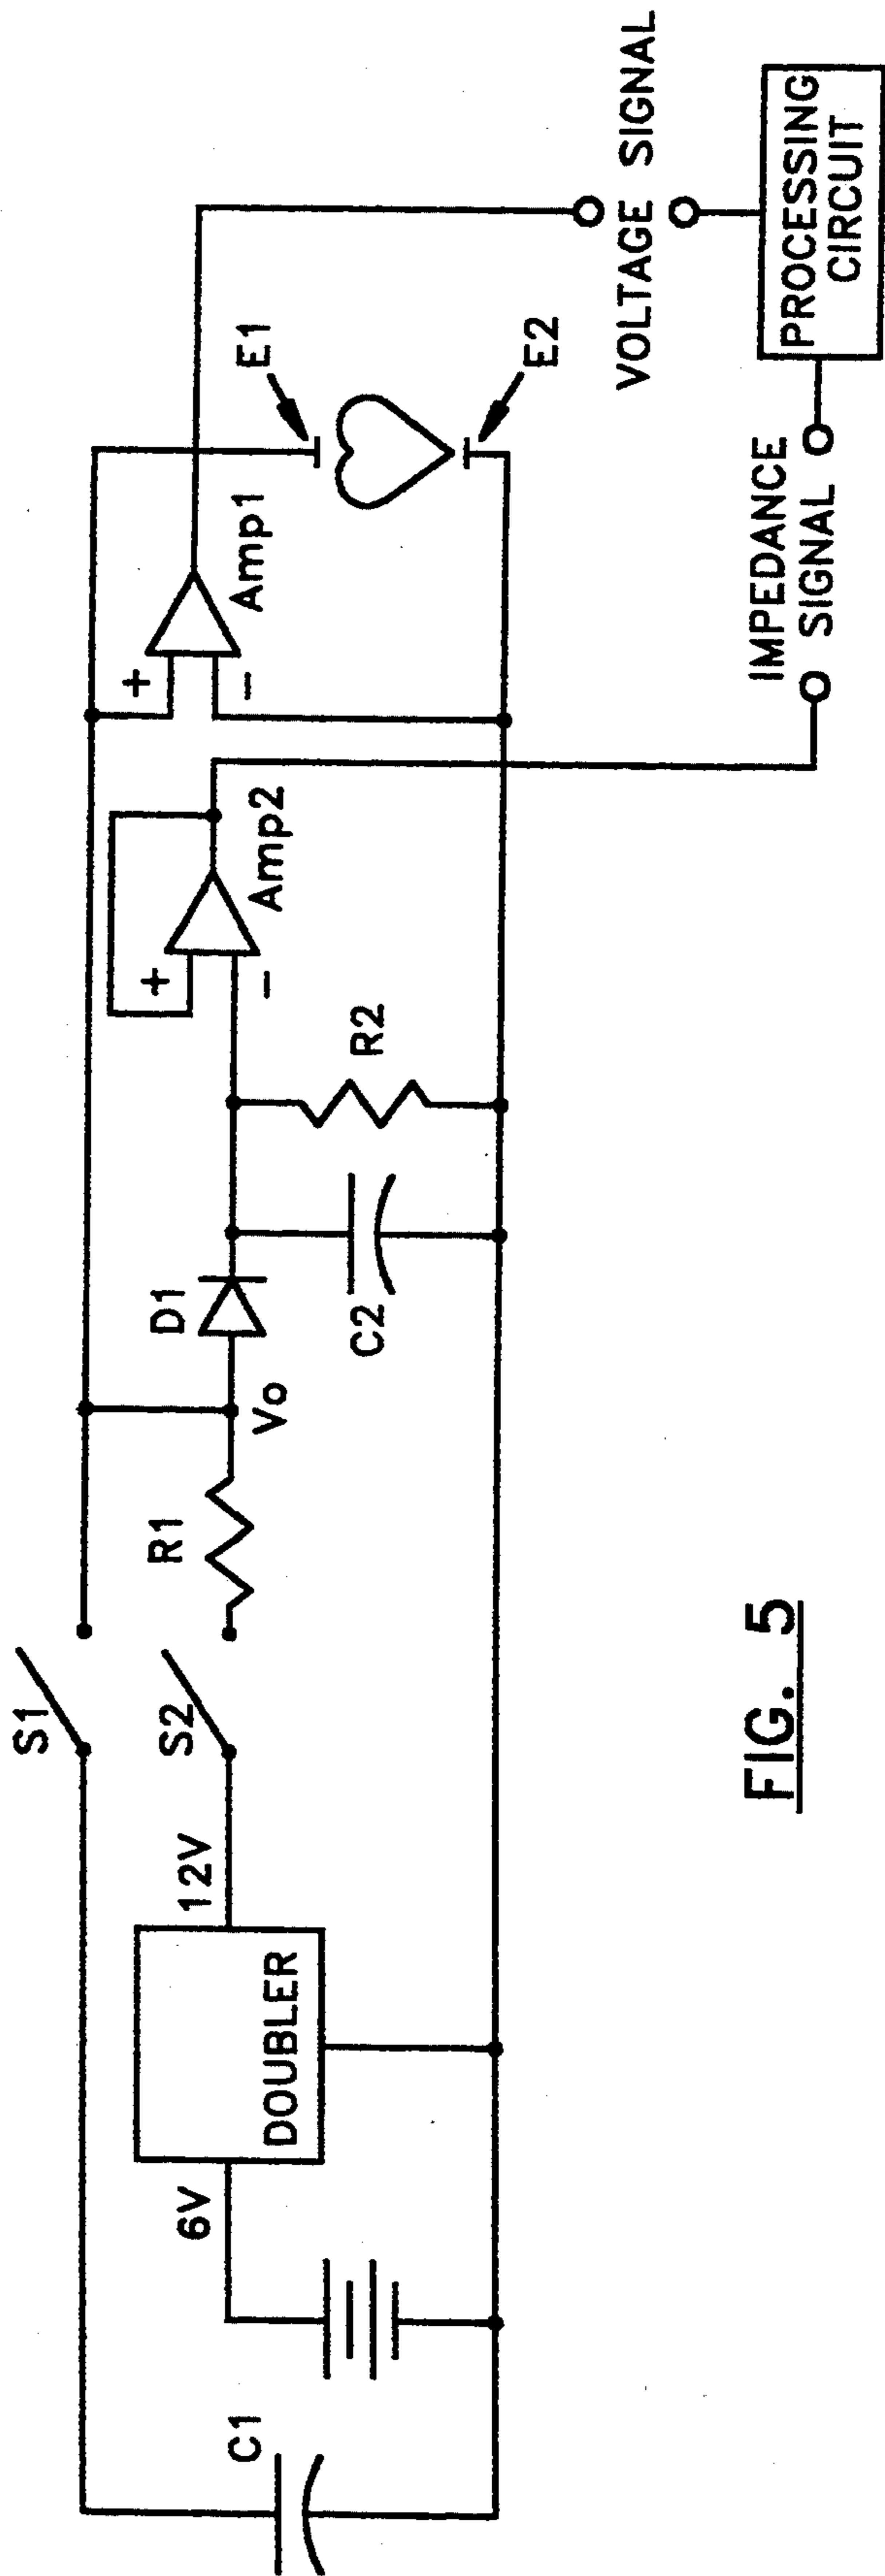 S1
S2
R1
Vo
D1
C2
R2
+
−
Amp2
+
−
Amp1
E1
E2
C1
6V
DOUBLER
12V
VOLTAGE SIGNAL
IMPEDANCE
SIGNAL
PROCESSING
CIRCUIT
FIG. 5